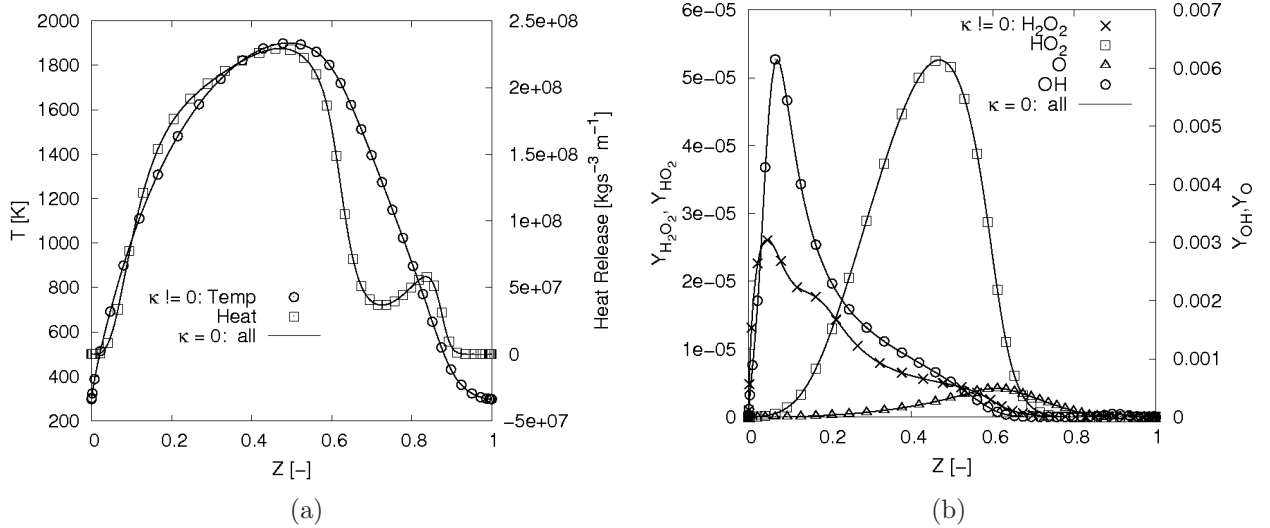 2000
1800
1600
1400
1200
1000
800
600
400
200
T [K]
0 0.2 0.4 0.6 0.8 1
Z [-]
2.5e+08
2e+08
1.5e+08
1e+08
5e+07
0
−5e+07
Heat Release [kgs⁻³ m⁻¹]
κ != 0: Temp
Heat
κ = 0: all
(a)
6e-05
5e-05
4e-05
3e-05
2e-05
1e-05
0
Y_H₂O₂, Y_HO₂
0 0.2 0.4 0.6 0.8 1
Z [-]
0.007
0.006
0.005
0.004
0.003
0.002
0.001
0
Y_OH,Y_O
κ != 0: H₂O₂
HO₂
O
OH
κ = 0: all
(b)